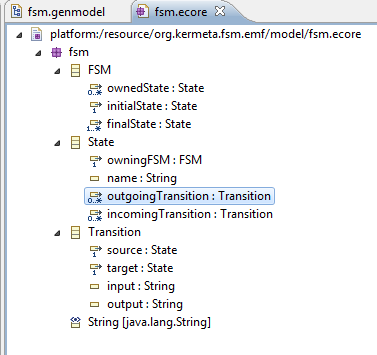 fsm.genmodel fsm.ecore
platform:/resource/org.kermeta.fsm.emf/model/fsm.ecore
fsm
FSM
0..* ownedState : State
1 initialState : State
1..* finalState : State
State
1 owningFSM : FSM
name : String
0..* outgoingTransition : Transition
0..* incomingTransition : Transition
Transition
1 source : State
1 target : State
input : String
output : String
String [java.lang.String]